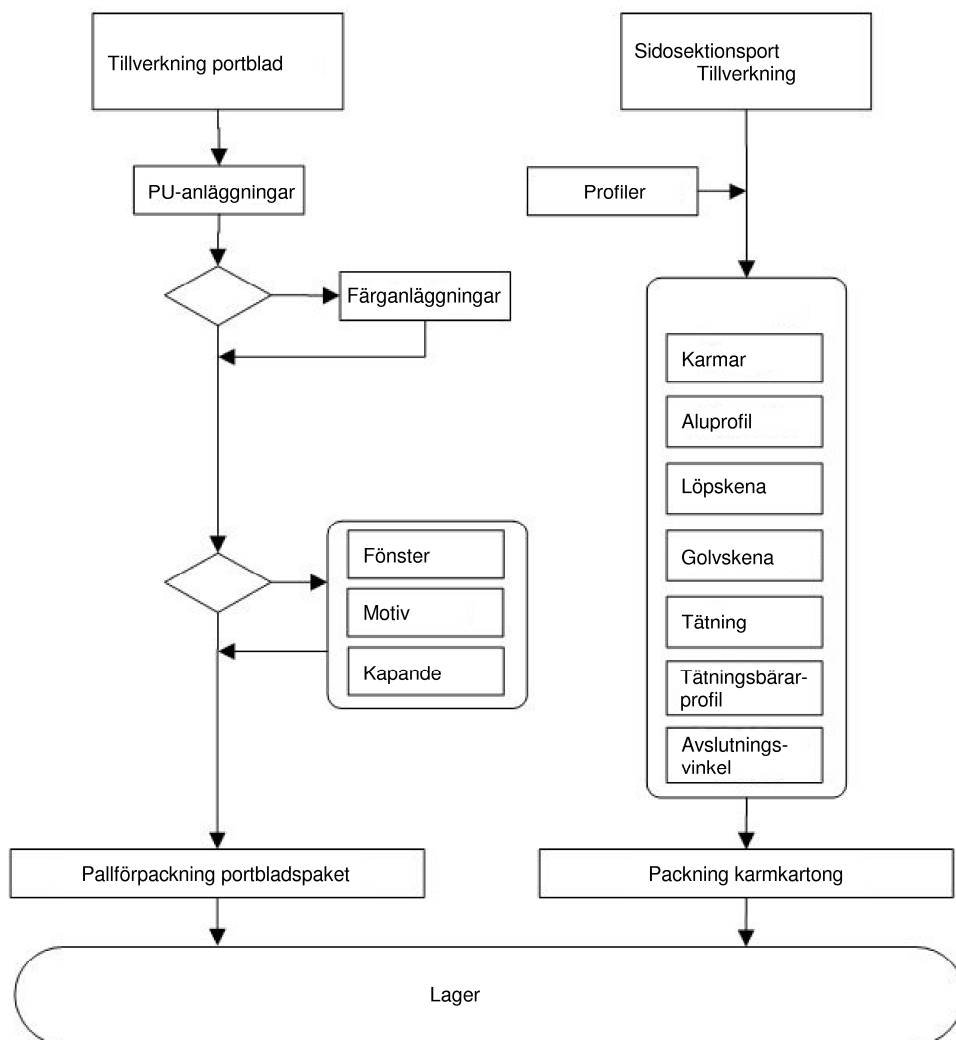 Tillverkning portblad
PU-anläggningar
Färganläggningar
Fönster
Motiv
Kapande
Pallförpackning portbladspaket
Sidosektionsport
Tillverkning
Profiler
Karmar
Aluprofil
Löpskena
Golvskena
Tätning
Tätningsbärar-
profil
Avslutnings-
vinkel
Packning karmkartong
Lager